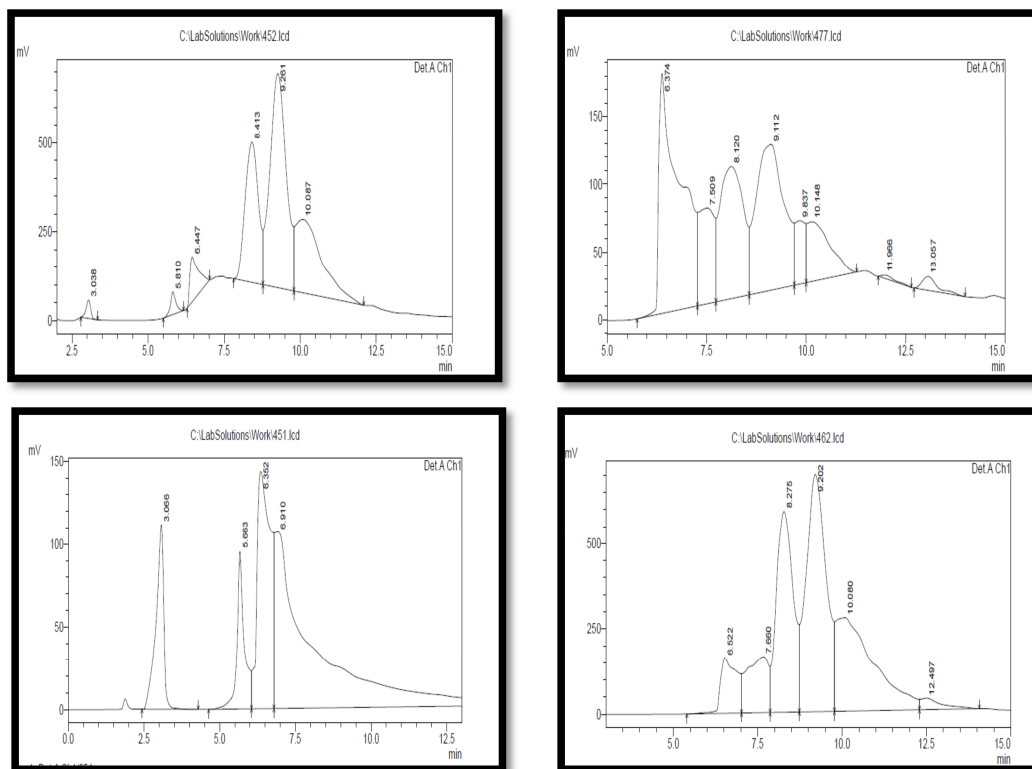 C:\LabSolutions\Work\452.lcd
mV
Det.A Ch1
500
250
0
3.038
5.810
6.447
8.413
9.261
10.087
2.5 5.0 7.5 10.0 12.5 15.0
min
C:\LabSolutions\Work\477.lcd
mV
Det.A Ch1
150
100
50
0
6.374
7.509
8.120
9.112
9.837
10.148
11.966
13.057
5.0 7.5 10.0 12.5 15.0
min
C:\LabSolutions\Work\451.lcd
mV
Det.A Ch1
150
100
50
0
3.066
5.663
6.352
6.910
0.0 2.5 5.0 7.5 10.0 12.5
min
C:\LabSolutions\Work\462.lcd
mV
Det.A Ch1
500
250
0
6.522
7.660
8.275
9.202
10.080
12.497
5.0 7.5 10.0 12.5 15.0
min